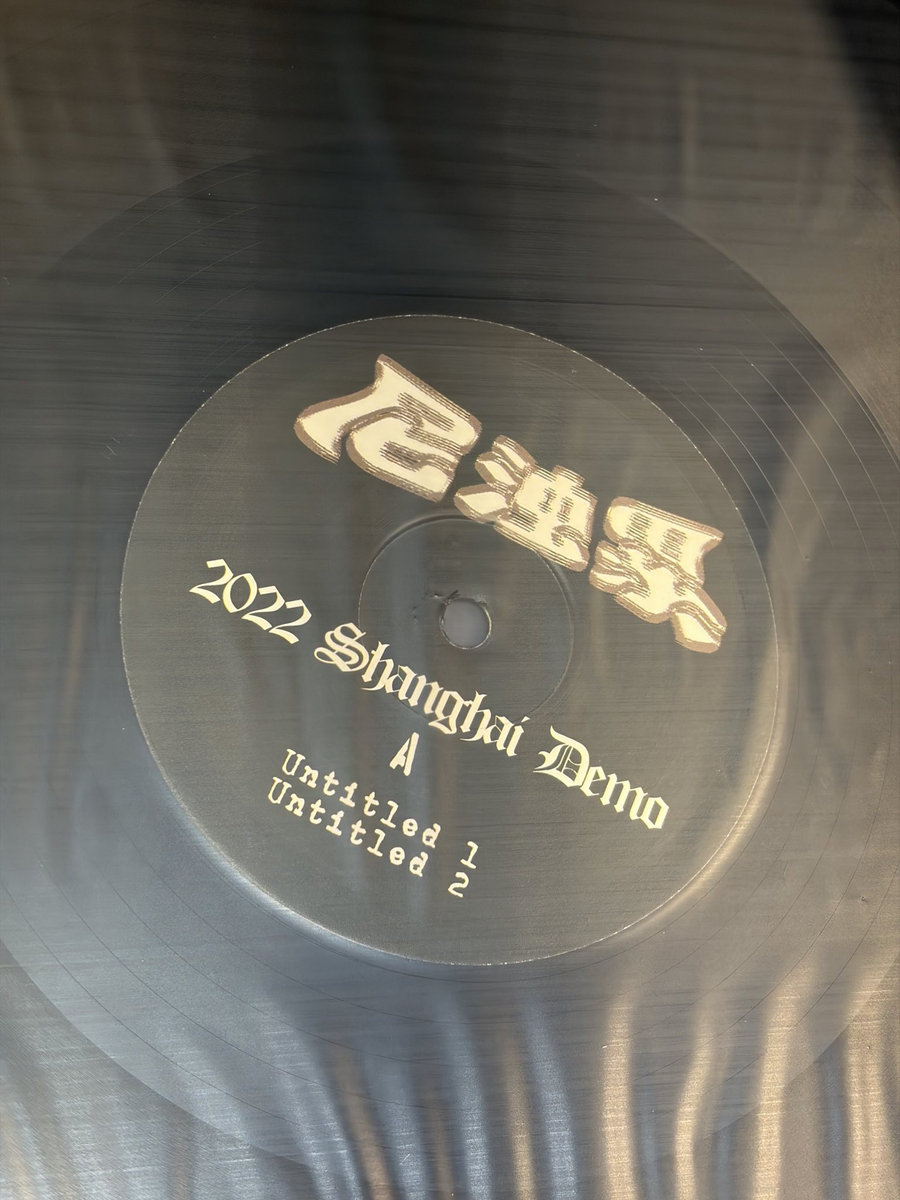 2022 Shanghai Demo
A
Untitled 1
Untitled 2